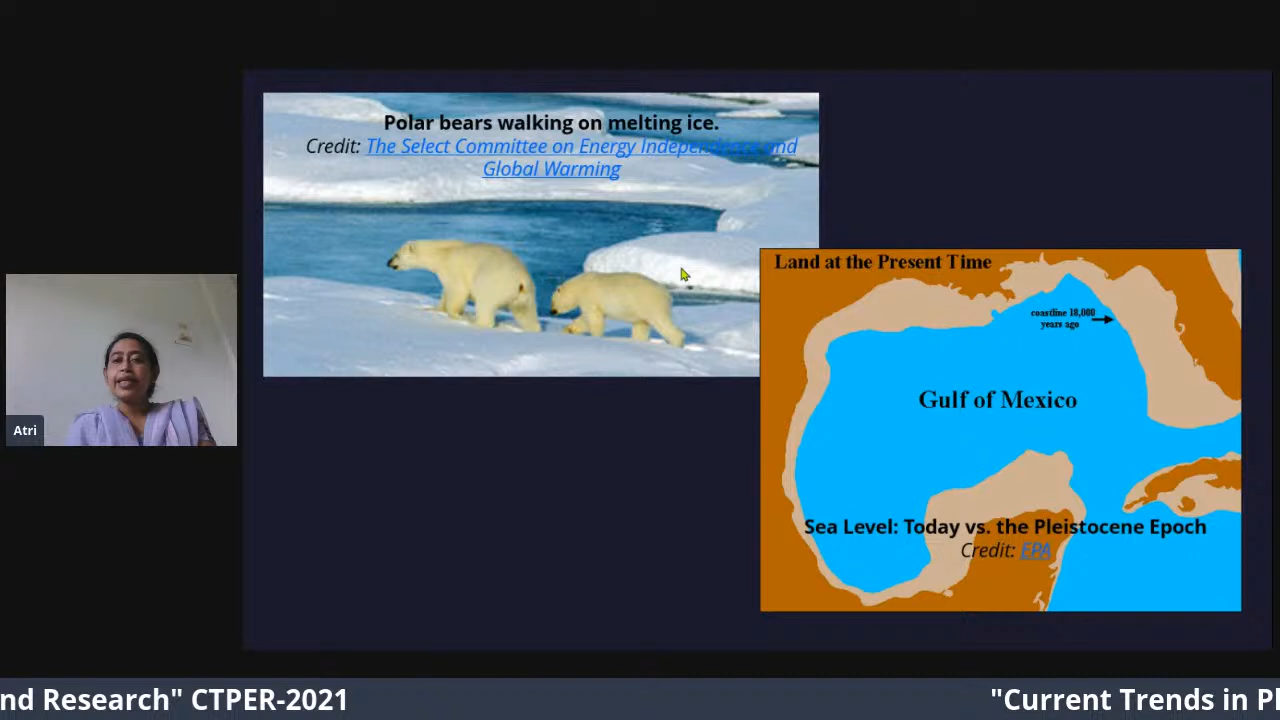 Polar bears walking on melting ice.
Credit: The Select Committee on Energy Independence and
Global Warming
Land at the Present Time
coastline 18,000
years ago
Gulf of Mexico
Sea Level: Today vs. the Pleistocene Epoch
Credit: EPA
Atri
nd Research" CTPER-2021
"Current Trends in Pl